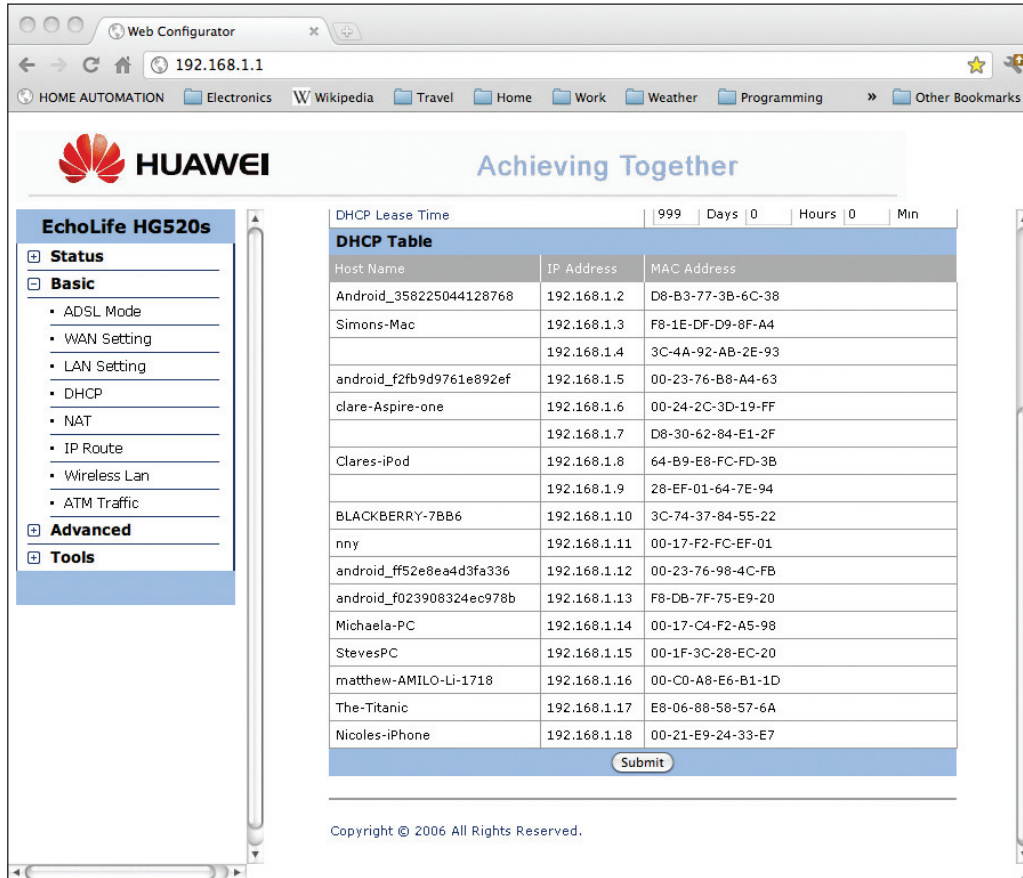 Web Configurator
192.168.1.1
HOME AUTOMATION Electronics W Wikipedia Travel Home Work Weather Programming » Other Bookmarks
HUAWEI Achieving Together
EchoLife HG520s
Status
Basic
ADSL Mode
WAN Setting
LAN Setting
DHCP
NAT
IP Route
Wireless Lan
ATM Traffic
Advanced
Tools
DHCP Lease Time 999 Days 0 Hours 0 Min
DHCP Table
Host Name IP Address MAC Address
Android_358225044128768 192.168.1.2 D8-B3-77-3B-6C-38
Simons-Mac 192.168.1.3 F8-1E-DF-D9-8F-A4
192.168.1.4 3C-4A-92-AB-2E-93
android_f2fb9d9761e892ef 192.168.1.5 00-23-76-B8-A4-63
clare-Aspire-one 192.168.1.6 00-24-2C-3D-19-FF
192.168.1.7 D8-30-62-84-E1-2F
Clares-iPod 192.168.1.8 64-B9-E8-FC-FD-3B
192.168.1.9 28-EF-01-64-7E-94
BLACKBERRY-7BB6 192.168.1.10 3C-74-37-84-55-22
nny 192.168.1.11 00-17-F2-FC-EF-01
android_ff52e8ea4d3fa336 192.168.1.12 00-23-76-98-4C-FB
android_f023908324ec978b 192.168.1.13 F8-DB-7F-75-E9-20
Michaela-PC 192.168.1.14 00-17-C4-F2-A5-98
StevesPC 192.168.1.15 00-1F-3C-28-EC-20
matthew-AMILO-Li-1718 192.168.1.16 00-C0-A8-E6-B1-1D
The-Titanic 192.168.1.17 E8-06-88-58-57-6A
Nicoles-iPhone 192.168.1.18 00-21-E9-24-33-E7
Submit
Copyright © 2006 All Rights Reserved.